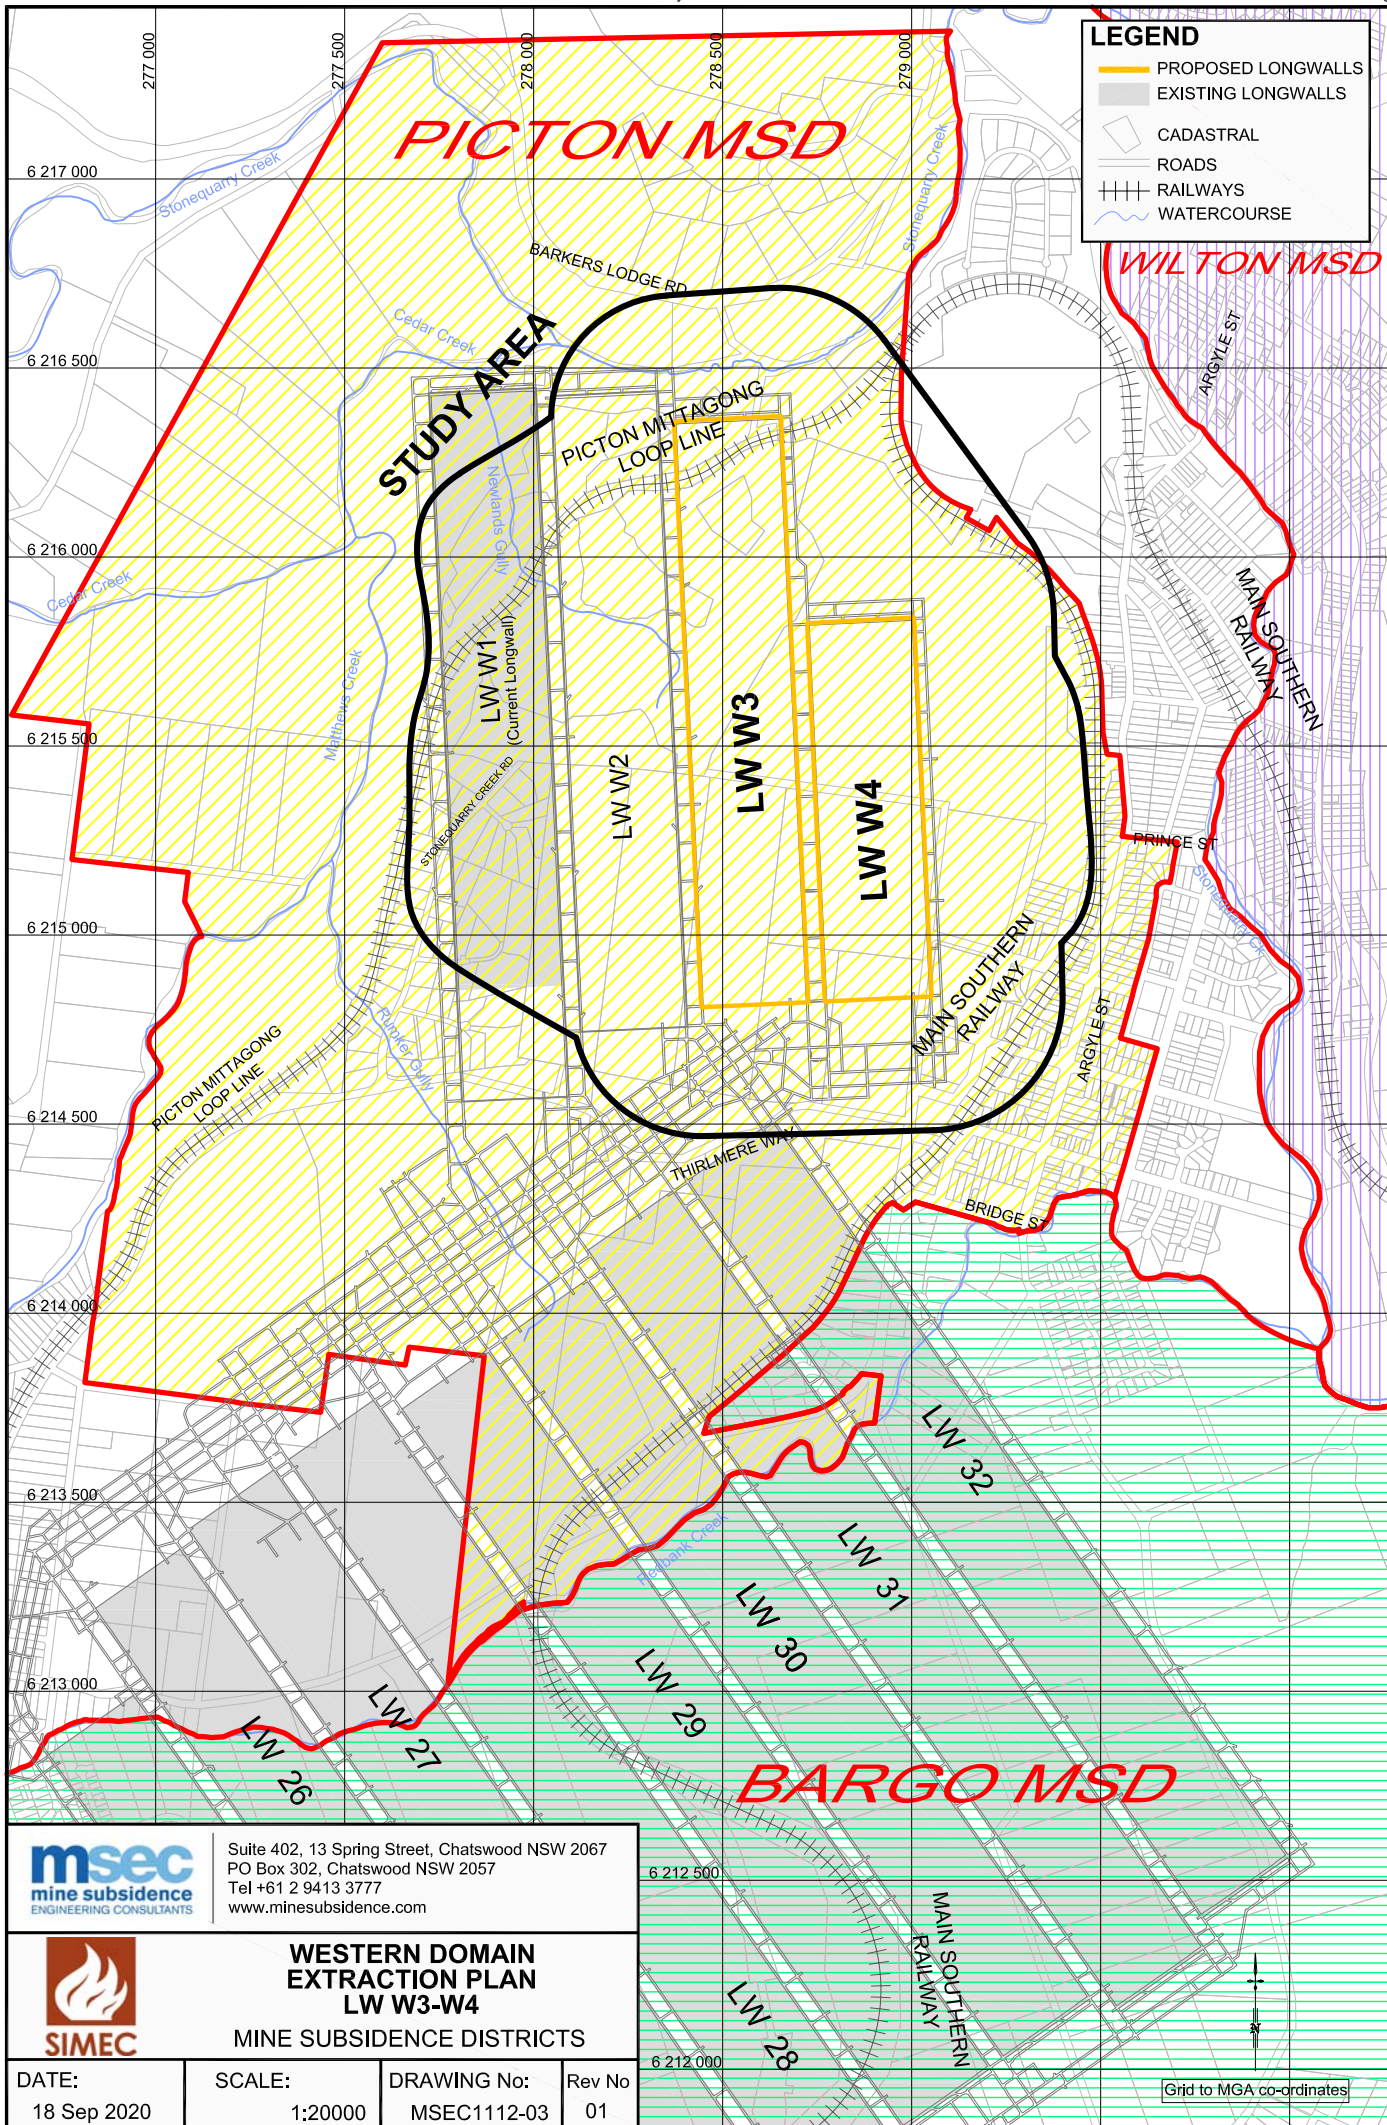 LEGEND
PROPOSED LONGWALLS
EXISTING LONGWALLS
CADASTRAL
ROADS
RAILWAYS
WATERCOURSE
277 000
277 500
278 000
278 500
279 000
PICTON MSD
WILTON MSD
6 217 000
Stonequarry Creek
Stonequarry Creek
BARKERS LODGE RD
Cedar Creek
ARGYLE ST
6 216 500
STUDY AREA
PICTON MITTAGONG
LOOP LINE
Newlands Gully
6 216 000
Cedar Creek
MAIN SOUTHERN
RAILWAY
Matthews Creek
LW W1
(Current Longwall)
6 215 500
STONEQUARRY CREEK RD
LW W2
LW W3
LW W4
PRINCE ST
Stonequarry Ck
6 215 000
MAIN SOUTHERN
RAILWAY
ARGYLE ST
Rumker Gully
PICTON MITTAGONG
LOOP LINE
6 214 500
THIRLMERE WAY
BRIDGE ST
6 214 000
LW 32
6 213 500
Redbank Creek
LW 31
LW 30
LW 29
6 213 000
LW 27
LW 26
BARGO MSD
6 212 500
MAIN SOUTHERN
RAILWAY
LW 28
6 212 000
N
Grid to MGA co-ordinates
msec
mine subsidence
ENGINEERING CONSULTANTS
Suite 402, 13 Spring Street, Chatswood NSW 2067
PO Box 302, Chatswood NSW 2057
Tel +61 2 9413 3777
www.minesubsidence.com
SIMEC
WESTERN DOMAIN
EXTRACTION PLAN
LW W3-W4
MINE SUBSIDENCE DISTRICTS
DATE:
18 Sep 2020
SCALE:
1:20000
DRAWING No:
MSEC1112-03
Rev No
01